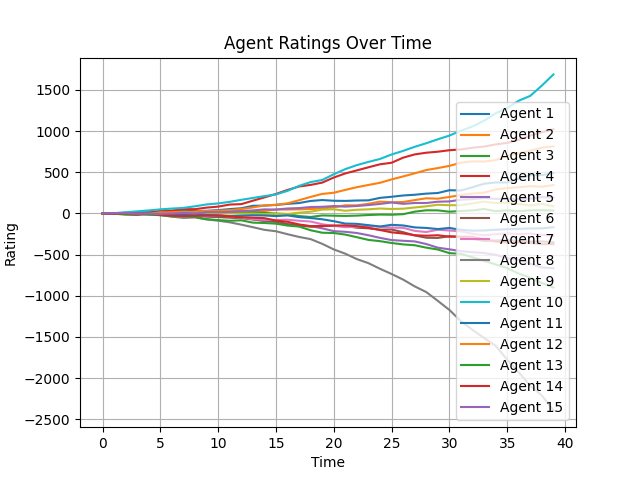 Agent Ratings Over Time
Rating
1500
1000
500
0
−500
−1000
−1500
−2000
−2500
Agent 1
Agent 2
Agent 3
Agent 4
Agent 5
Agent 6
Agent 7
Agent 8
Agent 9
Agent 10
Agent 11
Agent 12
Agent 13
Agent 14
Agent 15
0 5 10 15 20 25 30 35 40
Time